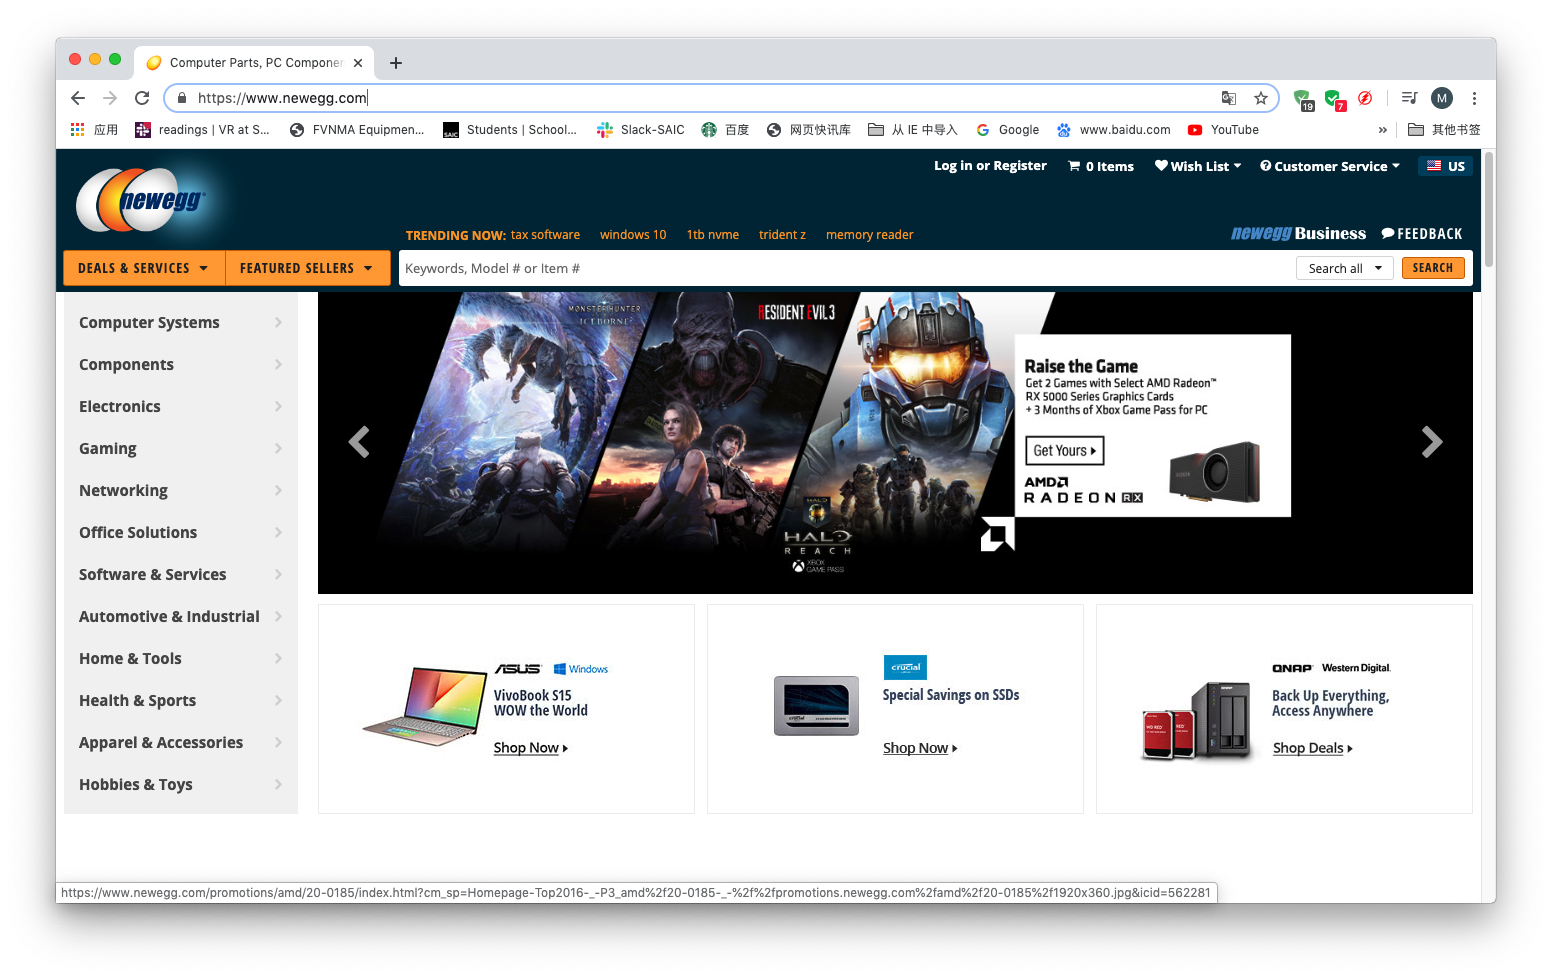 Computer Parts, PC Componen
https://www.newegg.com
19
7
M
应用
readings | VR at S...
FVNMA Equipmen...
SAIC
Students | School...
Slack-SAIC
百度
网页快讯库
从 IE 中导入
Google
www.baidu.com
YouTube
»
其他书签
newegg
Log in or Register
0 Items
Wish List
Customer Service
US
TRENDING NOW: tax software windows 10 1tb nvme trident z memory reader
newegg Business
FEEDBACK
DEALS & SERVICES
FEATURED SELLERS
Keywords, Model # or Item #
Search all
SEARCH
Computer Systems
Components
Electronics
Gaming
Networking
Office Solutions
Software & Services
Automotive & Industrial
Home & Tools
Health & Sports
Apparel & Accessories
Hobbies & Toys
MONSTER HUNTER
ICEBORNE
RESIDENT EVIL 3
HALO
HALO
REACH
XBOX
GAME PASS
Raise the Game
Get 2 Games with Select AMD Radeon™
RX 5000 Series Graphics Cards
+ 3 Months of Xbox Game Pass for PC
Get Yours
AMD
RADEON RX
RADEON
ASUS
Windows
VivoBook S15
WOW the World
Shop Now
crucial
crucial
Special Savings on SSDs
Shop Now
QNAP
Western Digital.
WD RED
Back Up Everything,
Access Anywhere
Shop Deals
https://www.newegg.com/promotions/amd/20-0185/index.html?cm_sp=Homepage-Top2016-_-P3_amd%2f20-0185-_-%2f%2fpromotions.newegg.com%2famd%2f20-0185%2f1920x360.jpg&icid=562281